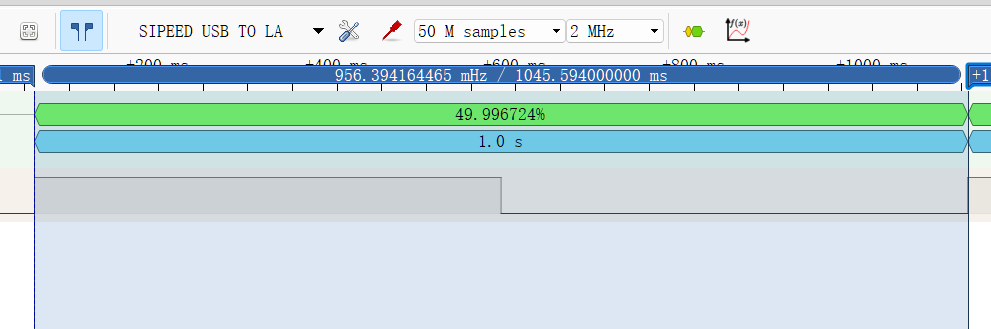 SIPEED USB TO LA 50 M samples 2 MHz f(x)
+200 ms +400 ms +600 ms +800 ms +1000 ms
ms 956.394164465 mHz / 1045.594000000 ms +1
49.996724%
1.0 s